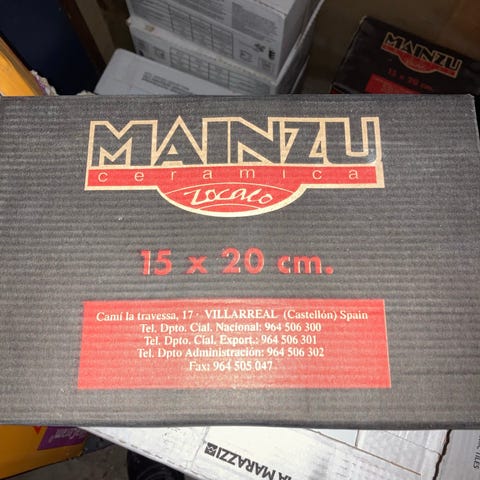 MAINZU
15 x 20 cm.
MAINZU
ceramica
zocalo
15 x 20 cm.
Camí la travessa, 17 · VILLARREAL (Castellón) Spain
Tel. Dpto. Cial. Nacional: 964 506 300
Tel. Dpto. Cial. Export.: 964 506 301
Tel. Dpto Administración: 964 506 302
Fax: 964 505 047
MARAZZI